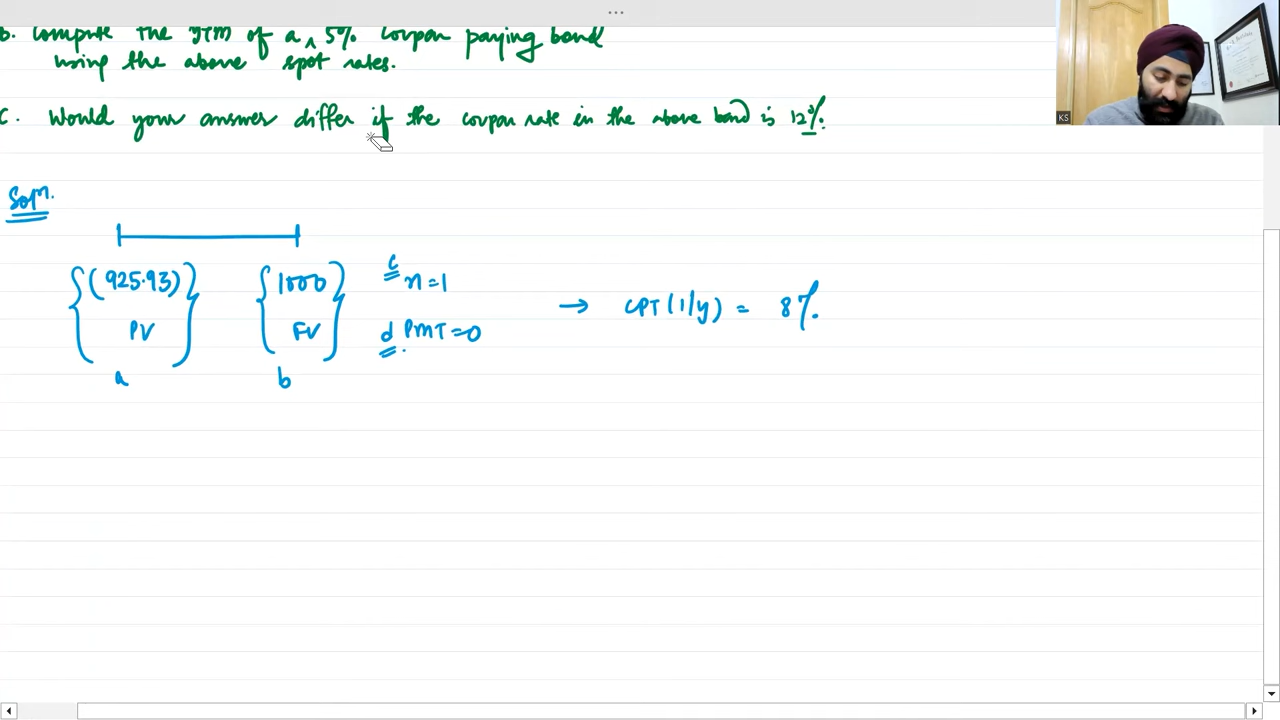 B. Compute the YTM of a ^ 5% coupon paying bond
using the above spot rates.
C. Would your answer differ if the coupon rate in the above bond is 12%?
Soln.
(925.93) 1000 c n = 1
PV FV d PMT = 0
a b
→ CPT (1/y) = 8%
KS